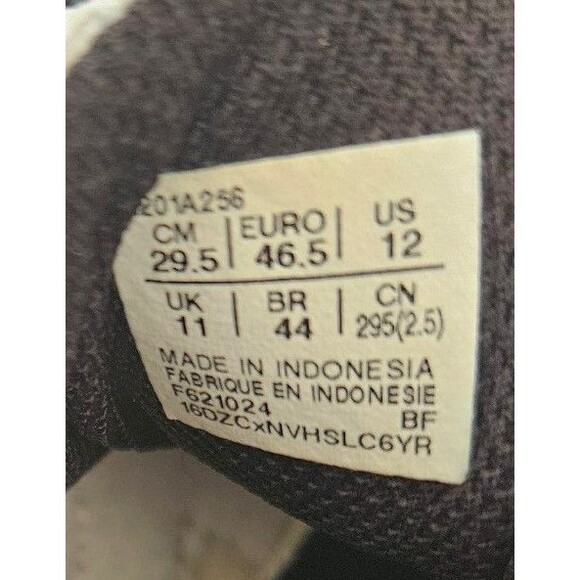 201A256
CM | EURO | US
29.5 | 46.5 | 12
UK | BR | CN
11 | 44 | 295(2.5)
MADE IN INDONESIA
FABRIQUE EN INDONESIE
F621024 BF
16DZCxNVHSLC6YR